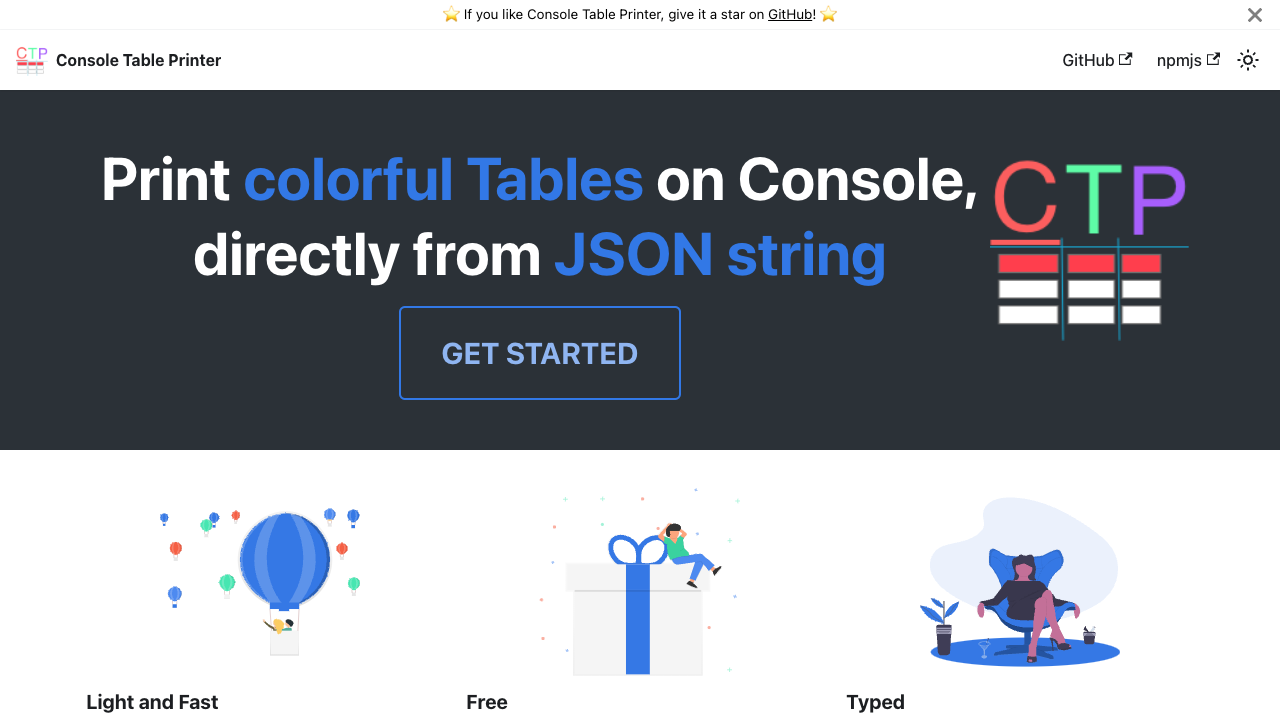 ⭐️ If you like Console Table Printer, give it a star on GitHub! ⭐️
CTP Console Table Printer
GitHub
npmjs
Print colorful Tables on Console,
directly from JSON string
GET STARTED
CTP
Light and Fast
Free
Typed